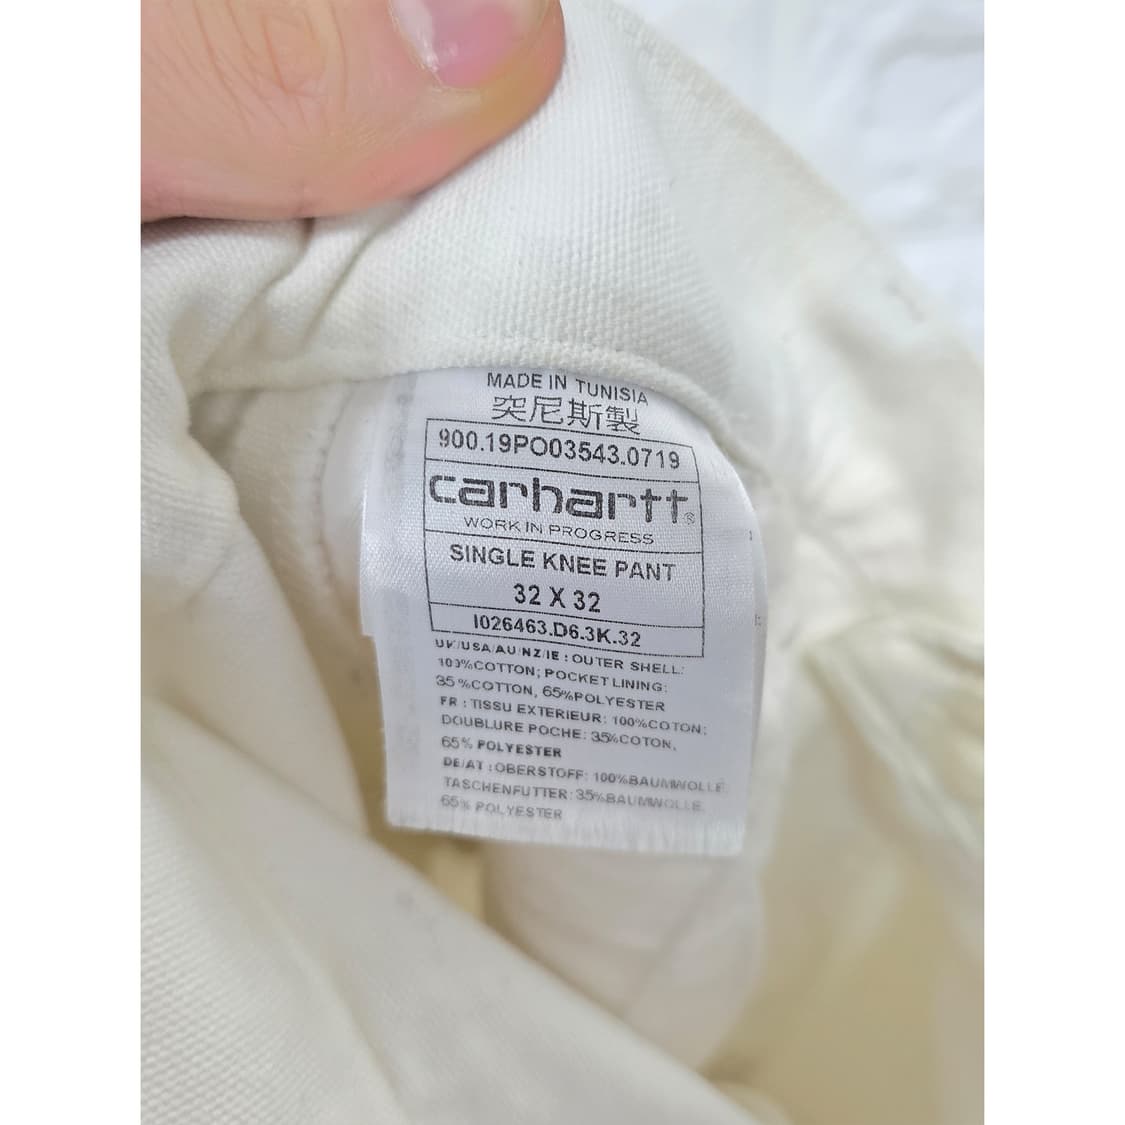 MADE IN TUNISIA
突尼斯製
900.19PO03543.0719
carhartt®
WORK IN PROGRESS
SINGLE KNEE PANT
32 X 32
I026463.D6.3K.32
UK/USA/AU/NZ/IE : OUTER SHELL:
100%COTTON; POCKET LINING:
35%COTTON, 65%POLYESTER
FR : TISSU EXTERIEUR: 100%COTON;
DOUBLURE POCHE: 35%COTON,
65% POLYESTER
DE/AT : OBERSTOFF: 100%BAUMWOLLE
TASCHENFUTTER: 35%BAUMWOLLE,
65% POLYESTER